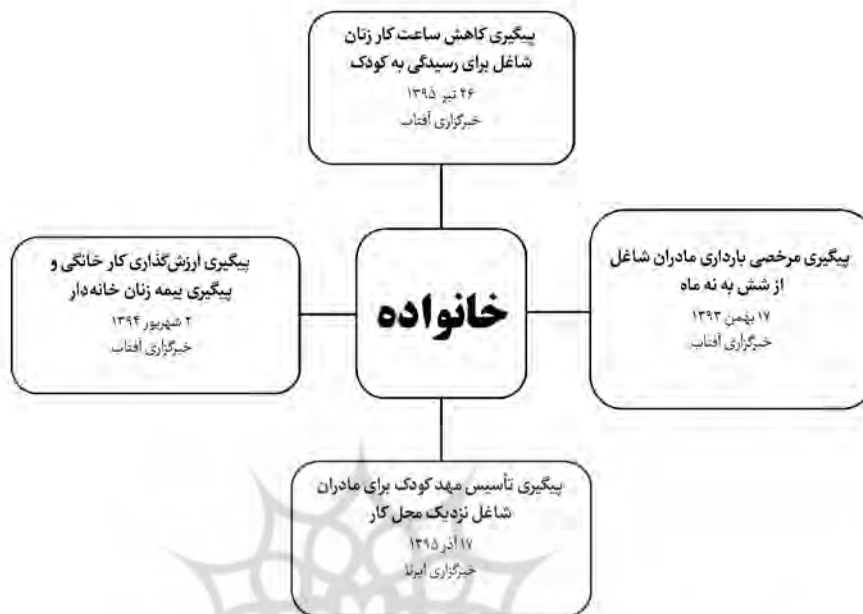 پیگیری کاهش ساعت کار زنان
شاغل برای رسیدگی به کودک
۲۶ تیر ۱۳۹۵
خبرگزاری آفتاب
پیگیری مرخصی بارداری مادران شاغل
از شش به نه ماه
۱۷ بهمن ۱۳۹۳
خبرگزاری آفتاب
خانواده
پیگیری ارزش‌گذاری کار خانگی و
پیگیری بیمه زنان خانه‌دار
۲ شهریور ۱۳۹۴
خبرگزاری آفتاب
پیگیری تأسیس مهد کودک برای مادران
شاغل نزدیک محل کار
۱۷ آذر ۱۳۹۵
خبرگزاری ایرنا